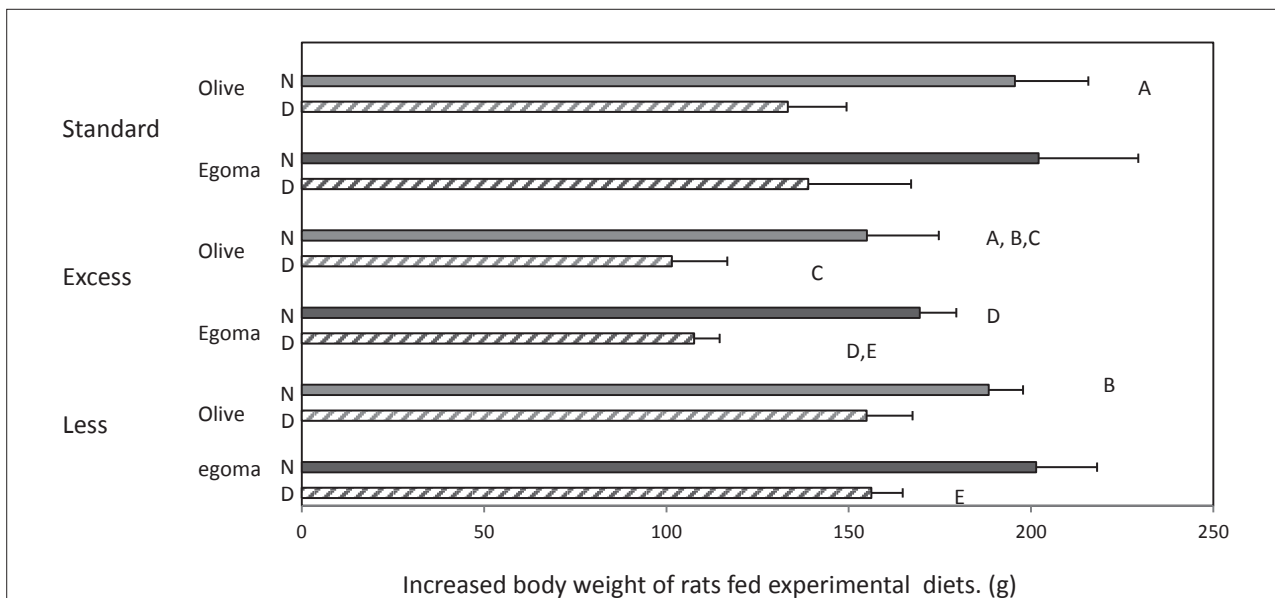 Standard
Olive
N
A
D
Egoma
N
D
Excess
Olive
N
A, B,C
D
C
Egoma
N
D
D
D,E
Less
Olive
N
B
D
egoma
N
D
E
0 50 100 150 200 250
Increased body weight of rats fed experimental diets. (g)